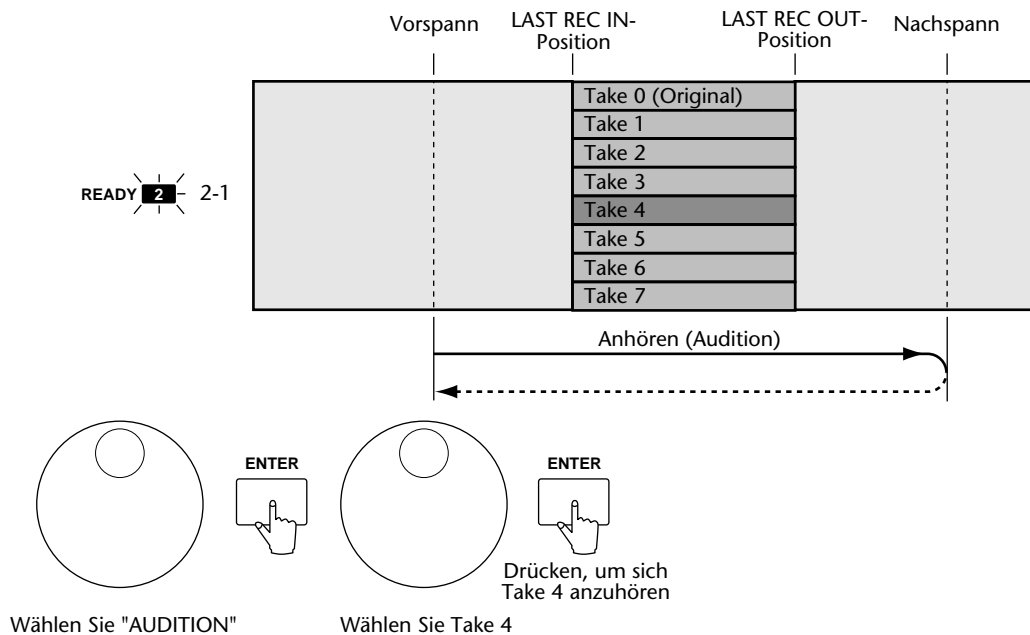 Vorspann
LAST REC IN-
Position
LAST REC OUT-
Position
Nachspann
Take 0 (Original)
Take 1
Take 2
Take 3
READY 2 2-1
Take 4
Take 5
Take 6
Take 7
Anhören (Audition)
ENTER
ENTER
Drücken, um sich
Take 4 anzuhören
Wählen Sie "AUDITION"
Wählen Sie Take 4